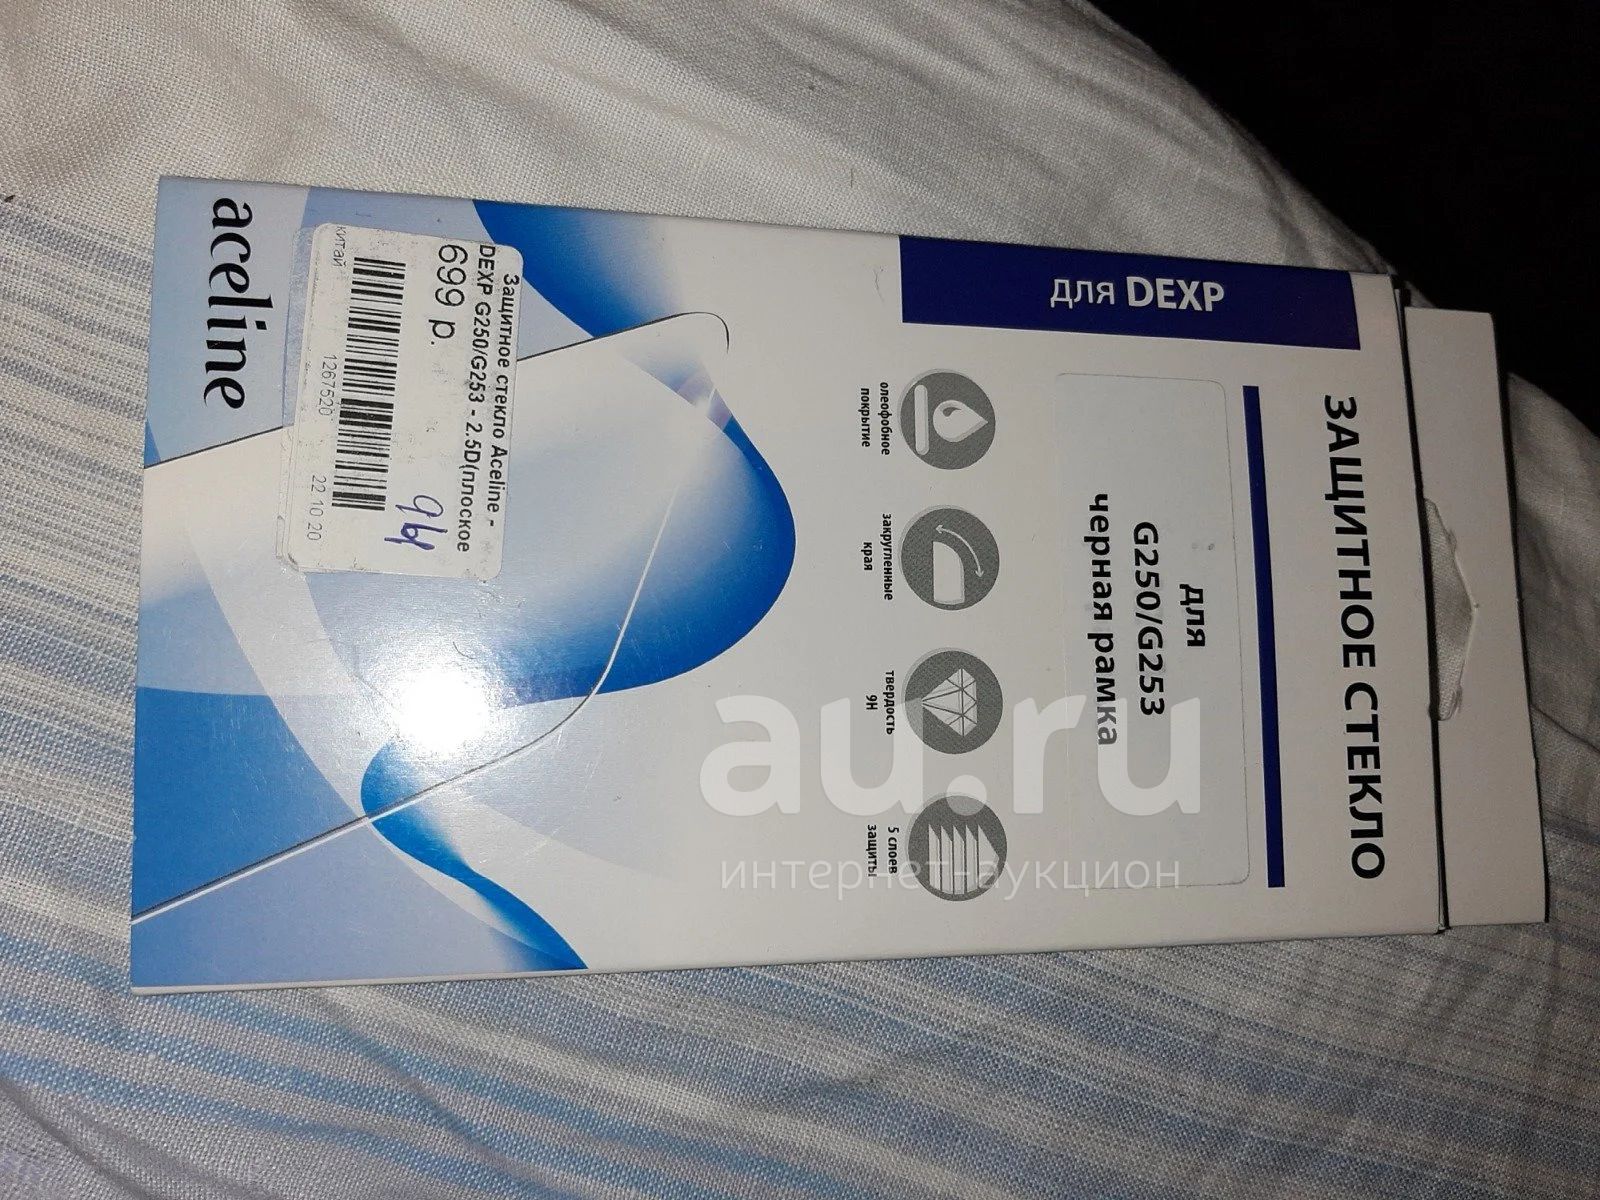 для DEXP
ЗАЩИТНОЕ СТЕКЛО
для
G250/G253
черная рамка
олеофобное
покрытие
закругленные
края
твердость
9H
5 слоев
защиты
Защитное стекло Aceline -
DEXP G250/G253 - 2.5D(плоское
699 р.
китай
1267520
22 10 20
aceline
au.ru
интернет-аукцион